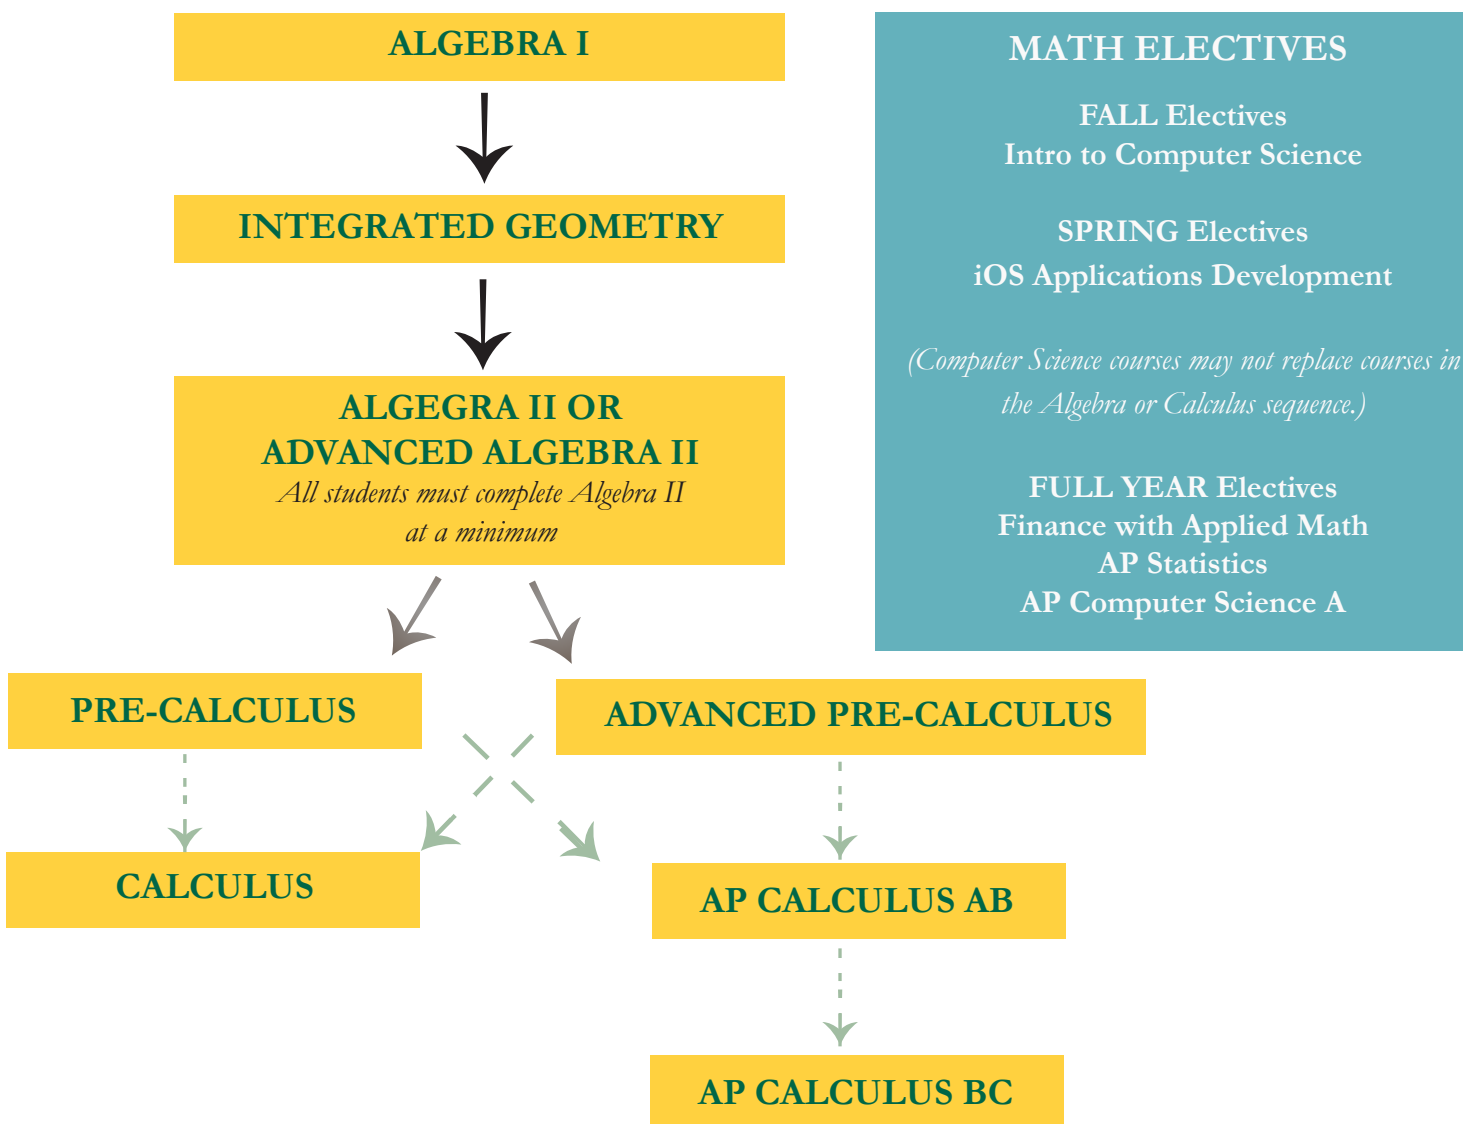 ALGEBRA I
INTEGRATED GEOMETRY
ALGEGRA II OR
ADVANCED ALGEBRA II
All students must complete Algebra II
at a minimum
PRE-CALCULUS
ADVANCED PRE-CALCULUS
CALCULUS
AP CALCULUS AB
AP CALCULUS BC
MATH ELECTIVES
FALL Electives
Intro to Computer Science
SPRING Electives
iOS Applications Development
(Computer Science courses may not replace courses in
the Algebra or Calculus sequence.)
FULL YEAR Electives
Finance with Applied Math
AP Statistics
AP Computer Science A